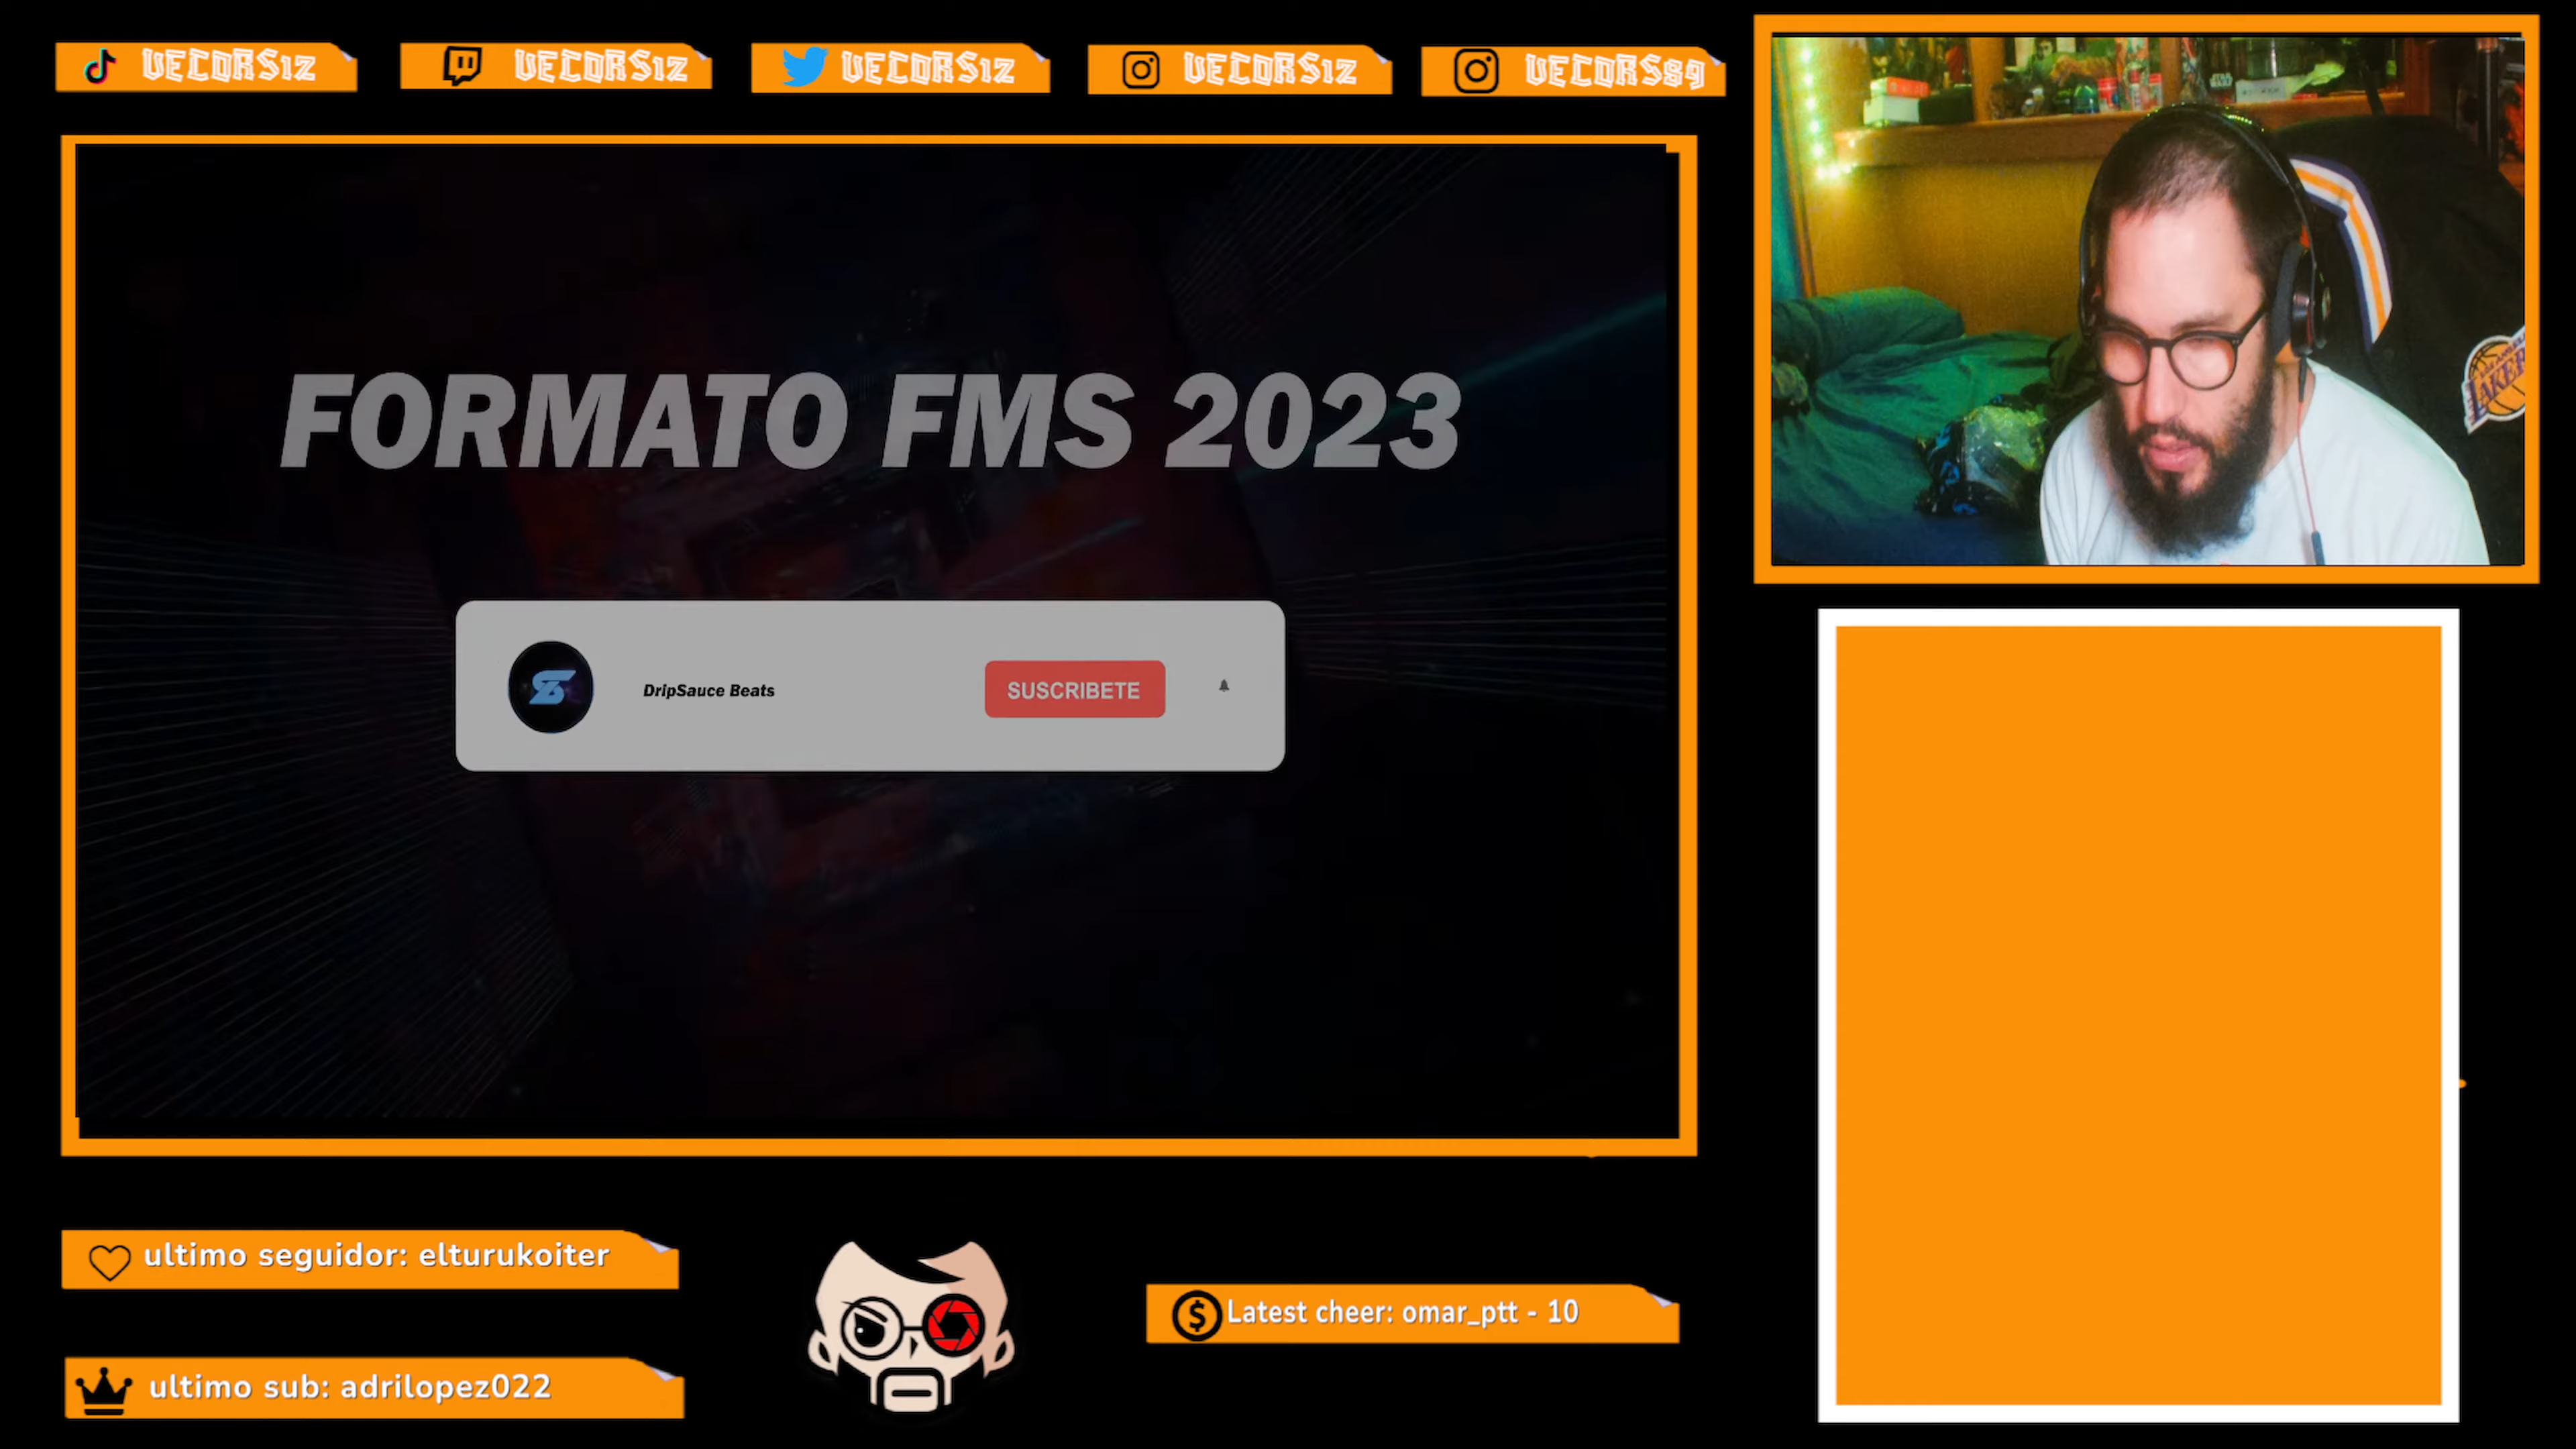 VECORS1Z
VECORS1Z
VECORS1Z
VECORS1Z
VECORS89
FORMATO FMS 2023
DripSauce Beats
SUSCRIBETE
ultimo seguidor: elturukoiter
Latest cheer: omar_ptt - 10
ultimo sub: adrilopez022